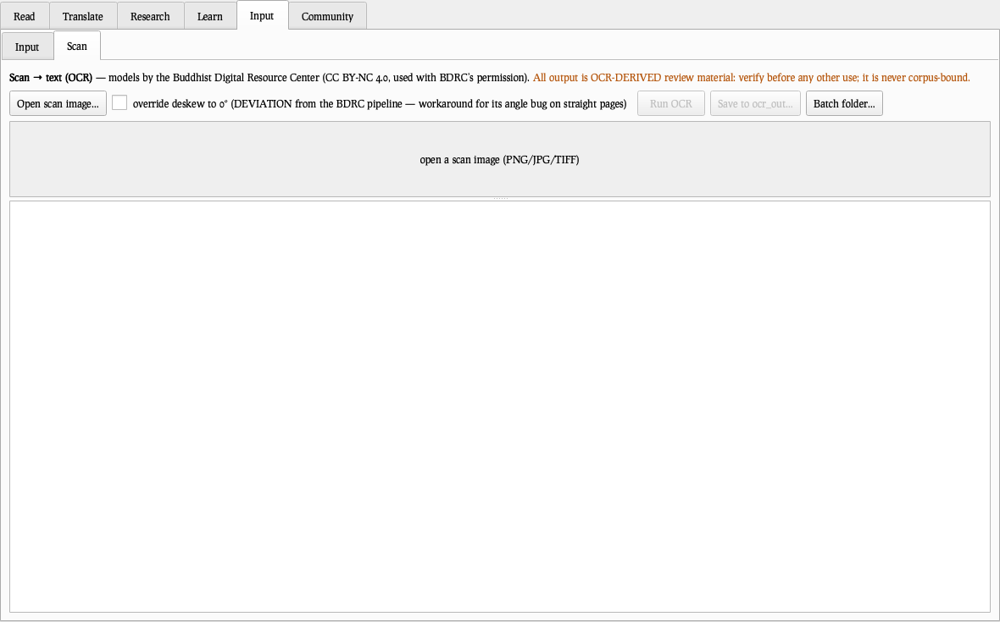 Read Translate Research Learn Input Community
Input Scan
Scan → text (OCR) — models by the Buddhist Digital Resource Center (CC BY-NC 4.0, used with BDRC's permission). All output is OCR-DERIVED review material: verify before any other use; it is never corpus-bound.
Open scan image... override deskew to 0° (DEVIATION from the BDRC pipeline — workaround for its angle bug on straight pages) Run OCR Save to ocr_out... Batch folder...
open a scan image (PNG/JPG/TIFF)